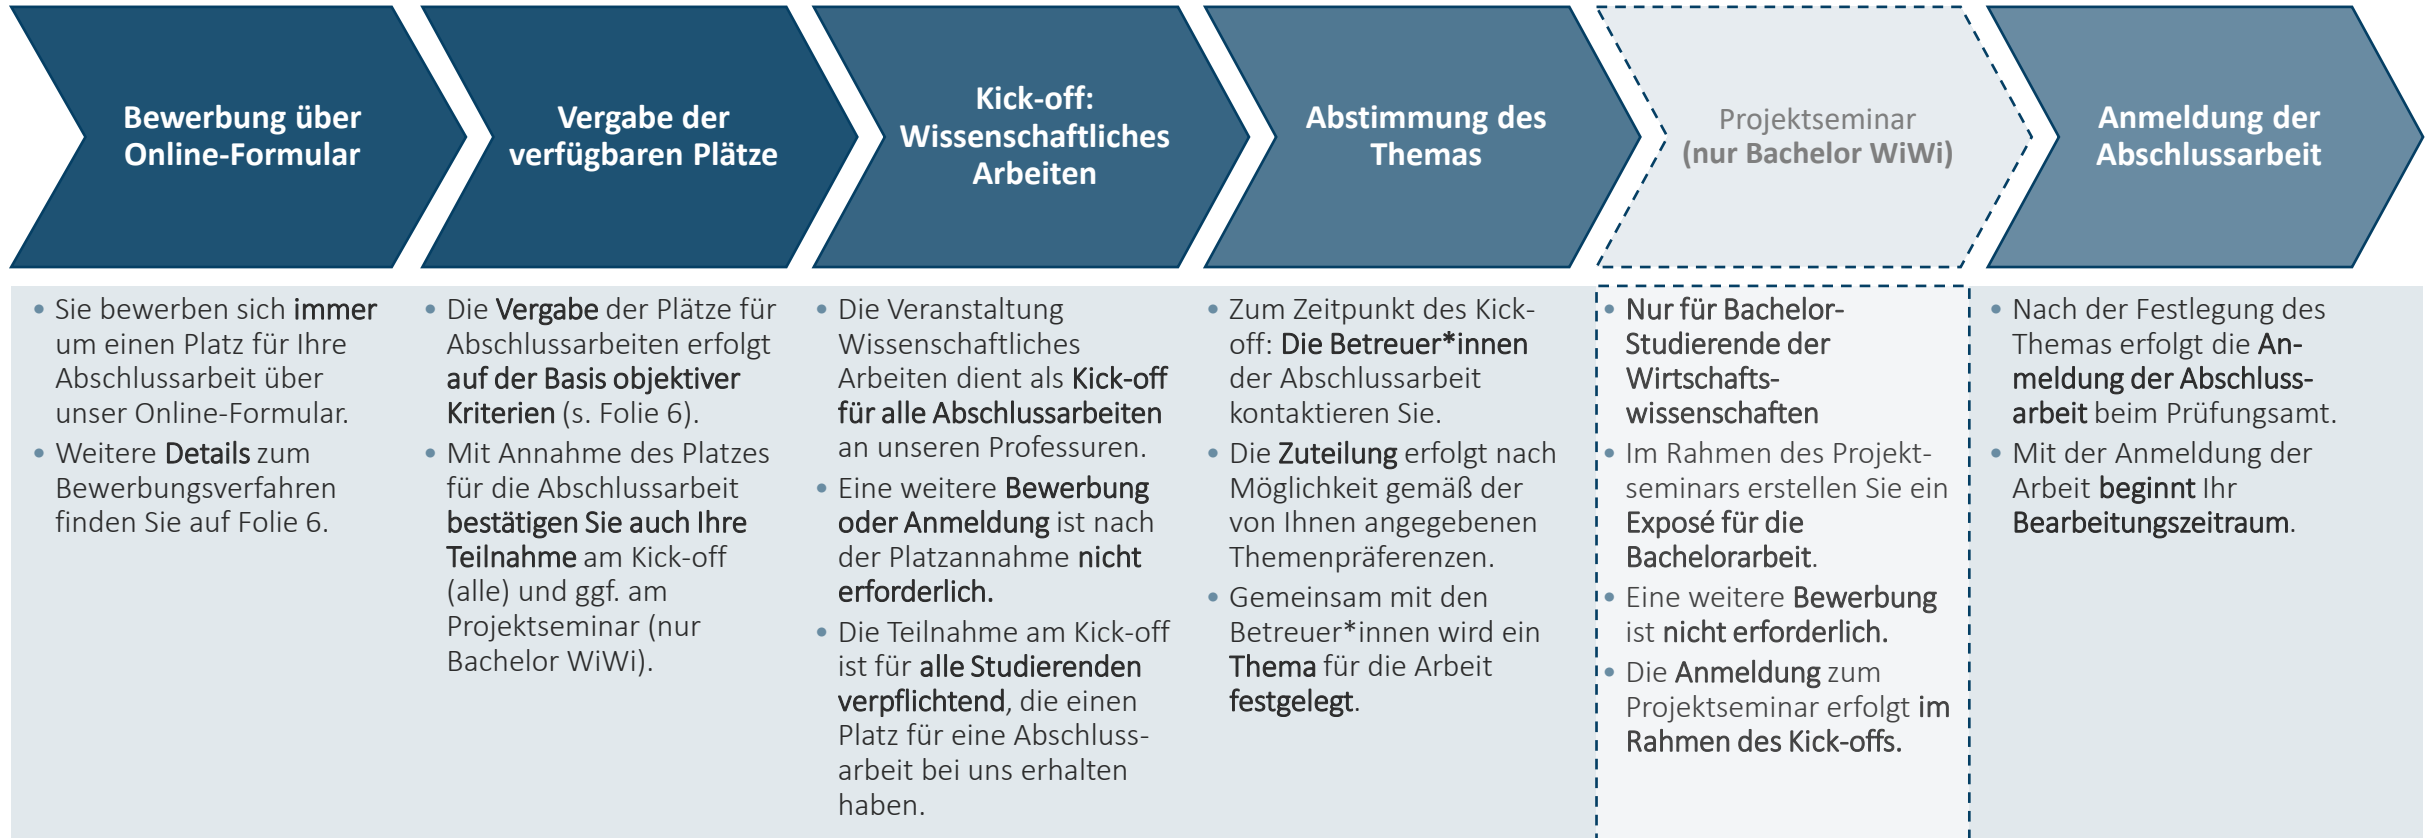 Bewerbung über
Online-Formular
Vergabe der
verfügbaren Plätze
Kick-off:
Wissenschaftliches
Arbeiten
Abstimmung des
Themas
Projektseminar
(nur Bachelor WiWi)
Anmeldung der
Abschlussarbeit
• Sie bewerben sich immer
um einen Platz für Ihre
Abschlussarbeit über
unser Online-Formular.
• Weitere Details zum
Bewerbungsverfahren
finden Sie auf Folie 6.
• Die Vergabe der Plätze für
Abschlussarbeiten erfolgt
auf der Basis objektiver
Kriterien (s. Folie 6).
• Mit Annahme des Platzes
für die Abschlussarbeit
bestätigen Sie auch Ihre
Teilnahme am Kick-off
(alle) und ggf. am
Projektseminar (nur
Bachelor WiWi).
• Die Veranstaltung
Wissenschaftliches
Arbeiten dient als Kick-off
für alle Abschlussarbeiten
an unseren Professuren.
• Eine weitere Bewerbung
oder Anmeldung ist nach
der Platzannahme nicht
erforderlich.
• Die Teilnahme am Kick-off
ist für alle Studierenden
verpflichtend, die einen
Platz für eine Abschluss-
arbeit bei uns erhalten
haben.
• Zum Zeitpunkt des Kick-
off: Die Betreuer*innen
der Abschlussarbeit
kontaktieren Sie.
• Die Zuteilung erfolgt nach
Möglichkeit gemäß der
von Ihnen angegebenen
Themenpräferenzen.
• Gemeinsam mit den
Betreuer*innen wird ein
Thema für die Arbeit
festgelegt.
• Nur für Bachelor-
Studierende der
Wirtschafts-
wissenschaften
• Im Rahmen des Projekt-
seminars erstellen Sie ein
Exposé für die
Bachelorarbeit.
• Eine weitere Bewerbung
ist nicht erforderlich.
• Die Anmeldung zum
Projektseminar erfolgt im
Rahmen des Kick-offs.
• Nach der Festlegung des
Themas erfolgt die An-
meldung der Abschluss-
arbeit beim Prüfungsamt.
• Mit der Anmeldung der
Arbeit beginnt Ihr
Bearbeitungszeitraum.